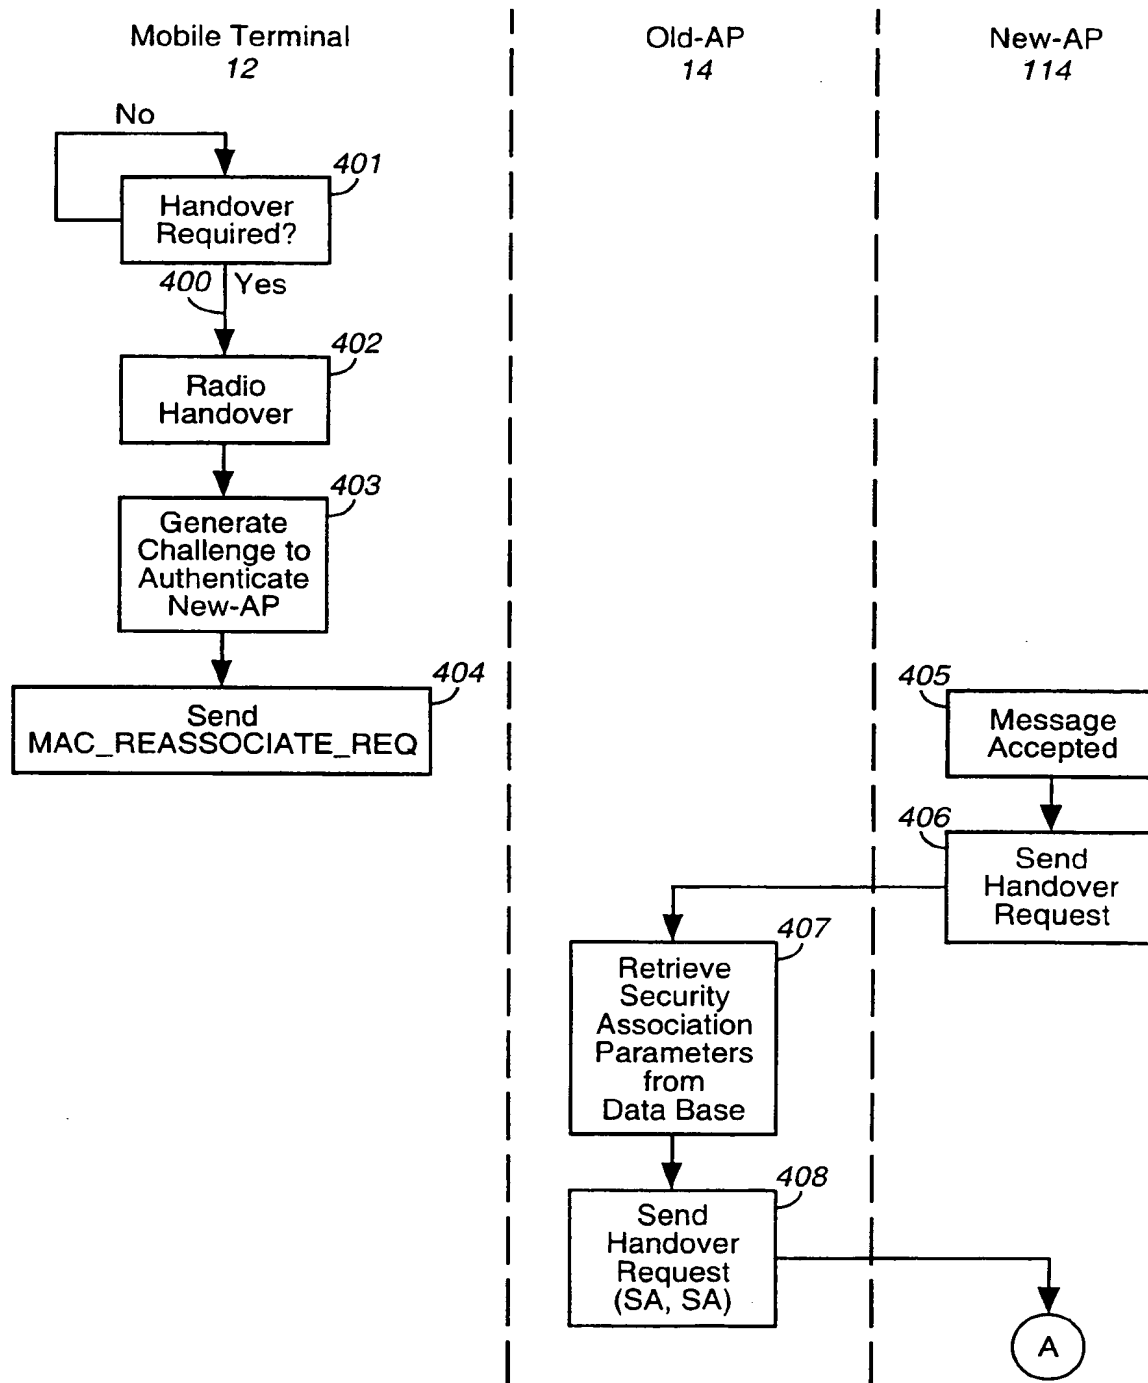 Mobile Terminal
12
Old-AP
14
New-AP
114
No
401
Handover
Required?
400
Yes
402
Radio
Handover
403
Generate
Challenge to
Authenticate
New-AP
404
Send
MAC_REASSOCIATE_REQ
405
Message
Accepted
406
Send
Handover
Request
407
Retrieve
Security
Association
Parameters
from
Data Base
408
Send
Handover
Request
(SA, SA)
A